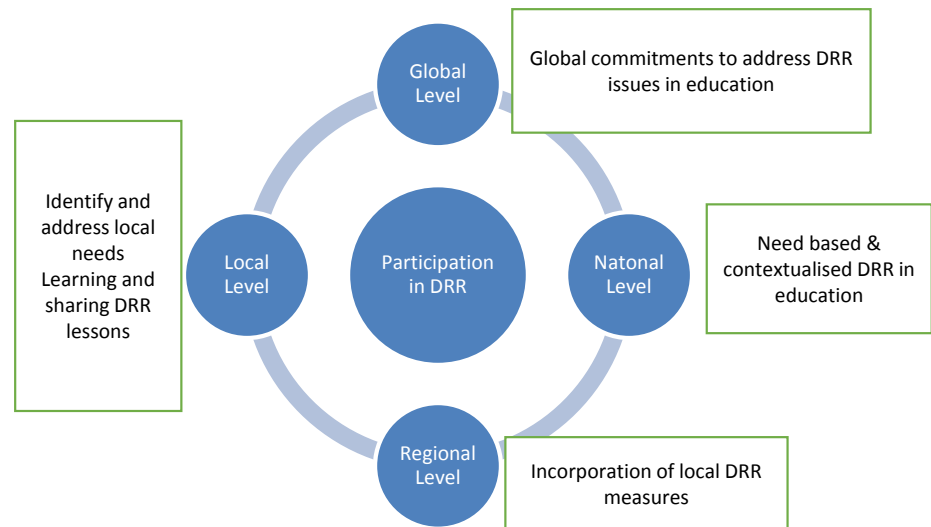 Global
Level
Global commitments to address DRR
issues in education
Identify and
address local
needs
Learning and
sharing DRR
lessons
Local
Level
Participation
in DRR
Natonal
Level
Need based &
contextualised DRR in
education
Regional
Level
Incorporation of local DRR
measures